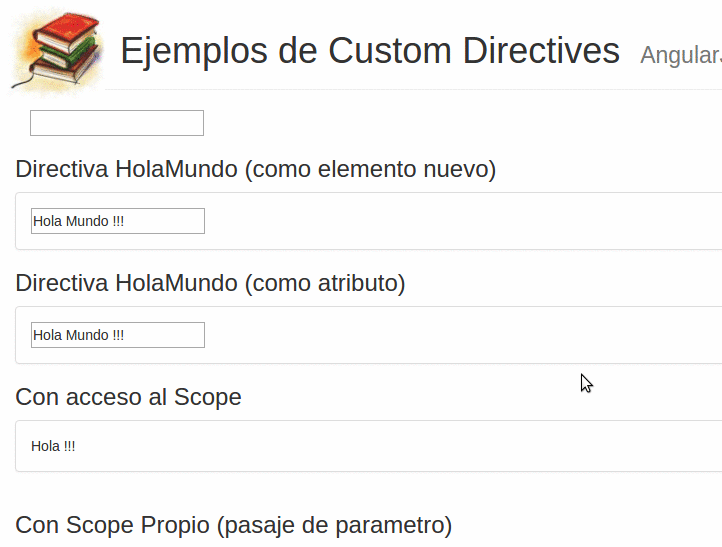 Ejemplos de Custom Directives Angular
Directiva HolaMundo (como elemento nuevo)
Hola Mundo !!!
Directiva HolaMundo (como atributo)
Hola Mundo !!!
Con acceso al Scope
Hola !!!
Con Scope Propio (pasaje de parametro)